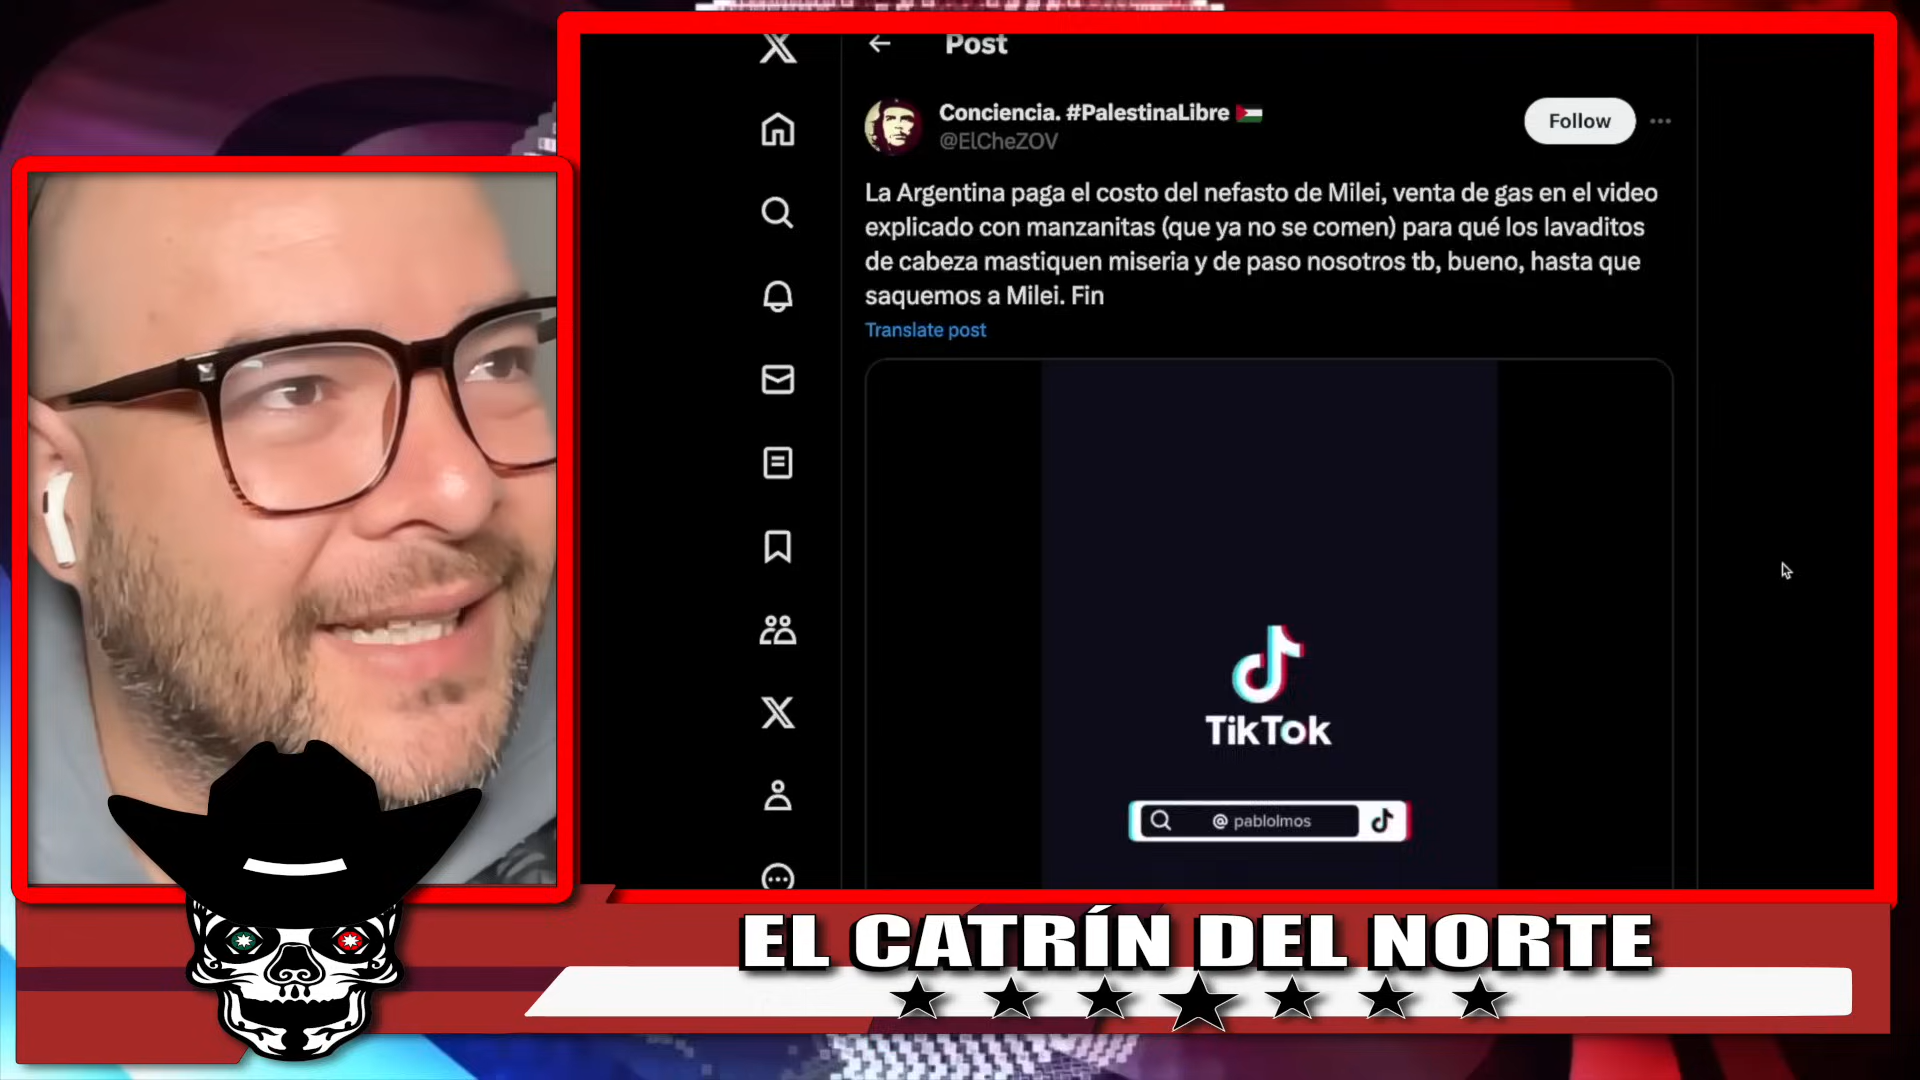 Post
Conciencia. #PalestinaLibre
@ElCheZOV
Follow
La Argentina paga el costo del nefasto de Milei, venta de gas en el video
explicado con manzanitas (que ya no se comen) para qué los lavaditos
de cabeza mastiquen miseria y de paso nosotros tb, bueno, hasta que
saquemos a Milei. Fin
Translate post
TikTok
@ pablolmos
EL CATRÍN DEL NORTE